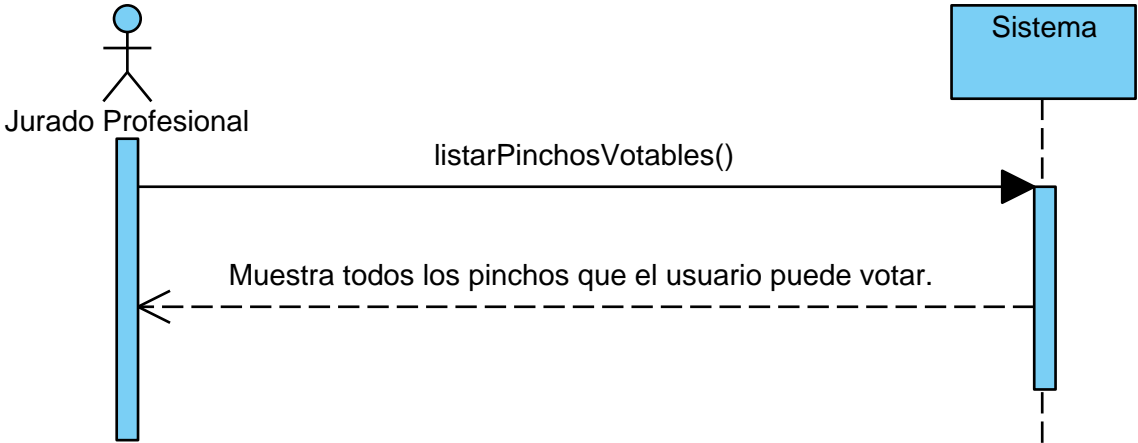 Sistema
Jurado Profesional
listarPinchosVotables()
Muestra todos los pinchos que el usuario puede votar.